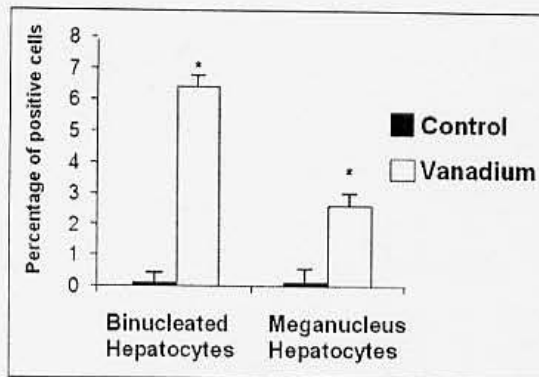 Percentage of positive cells
8
7
6
5
4
3
2
1
0
*
*
Control
Vanadium
Binucleated
Hepatocytes
Meganucleus
Hepatocytes